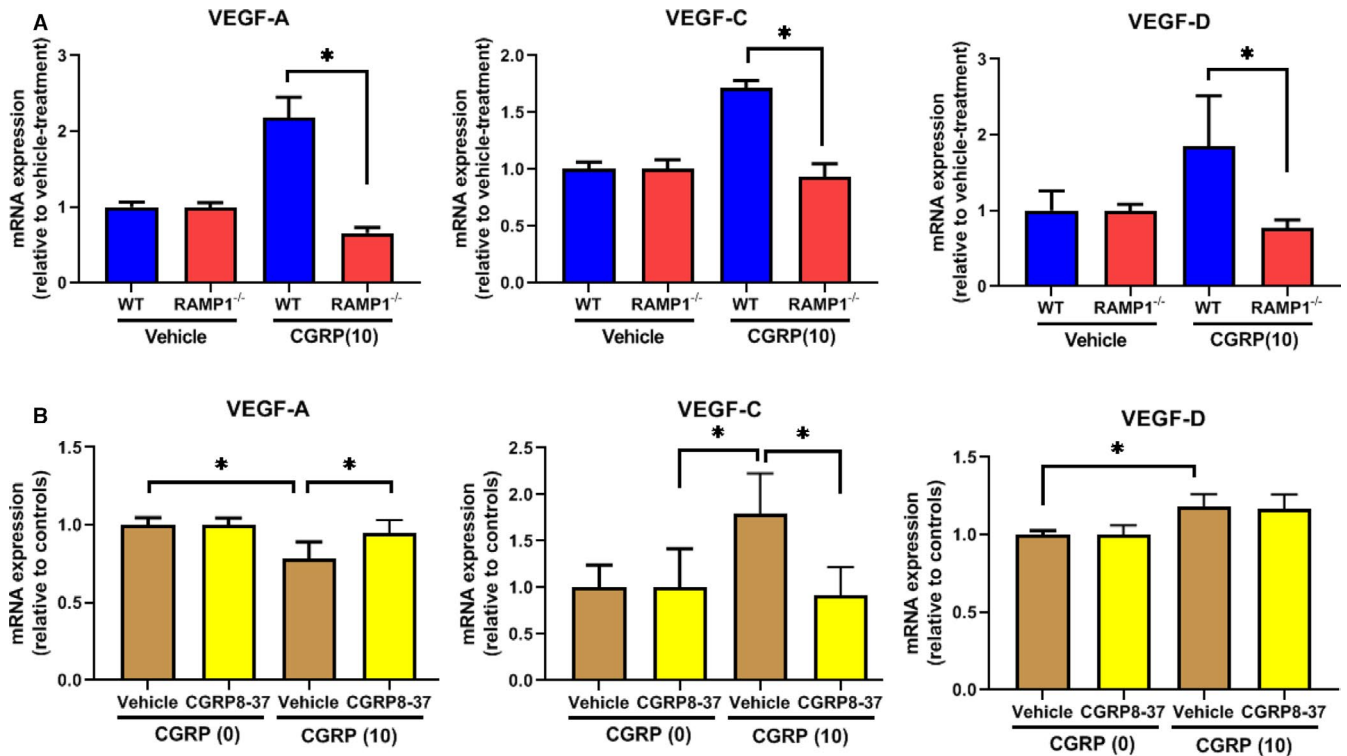 A
VEGF-A
mRNA expression
(relative to vehicle-treatment)
3
2
1
0
*
WT
RAMP1-/-
WT
RAMP1-/-
Vehicle
CGRP(10)
VEGF-C
mRNA expression
(relative to vehicle-treatment)
2.0
1.5
1.0
0.5
0.0
*
WT
RAMP1-/-
WT
RAMP1-/-
Vehicle
CGRP(10)
VEGF-D
mRNA expression
(relative to vehicle-treatment)
3
2
1
0
*
WT
RAMP1-/-
WT
RAMP1-/-
Vehicle
CGRP(10)
B
VEGF-A
mRNA expression
(relative to controls)
1.5
1.0
0.5
0.0
*
*
Vehicle CGRP8-37 Vehicle CGRP8-37
CGRP (0)
CGRP (10)
VEGF-C
mRNA expression
(relative to controls)
2.5
2.0
1.5
1.0
0.5
0.0
*
*
Vehicle CGRP8-37 Vehicle CGRP8-37
CGRP (0)
CGRP (10)
VEGF-D
mRNA expression
(relative to controls)
1.5
1.0
0.5
0.0
*
Vehicle CGRP8-37 Vehicle CGRP8-37
CGRP (0)
CGRP (10)